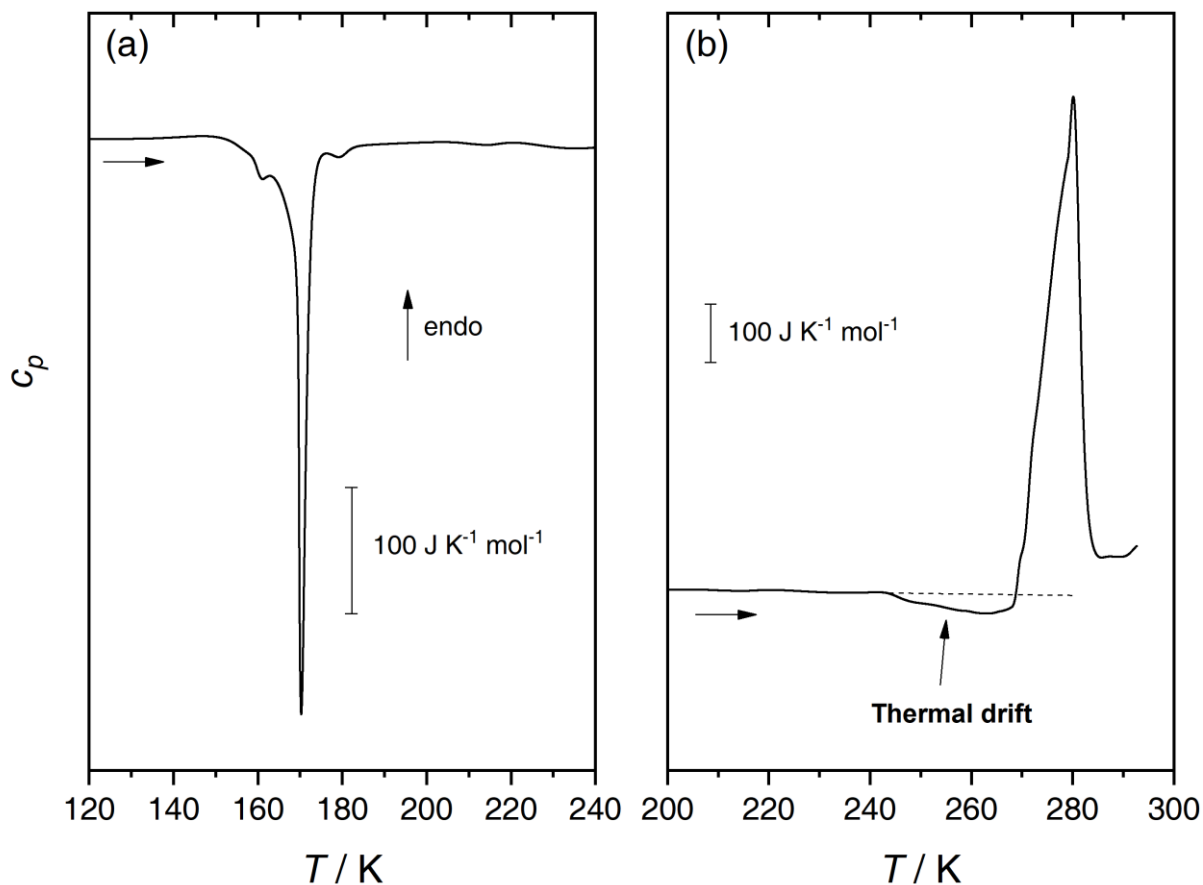 (a)
endo
100 J K⁻¹ mol⁻¹
c_p
120 140 160 180 200 220 240
T / K
(b)
100 J K⁻¹ mol⁻¹
Thermal drift
200 220 240 260 280 300
T / K